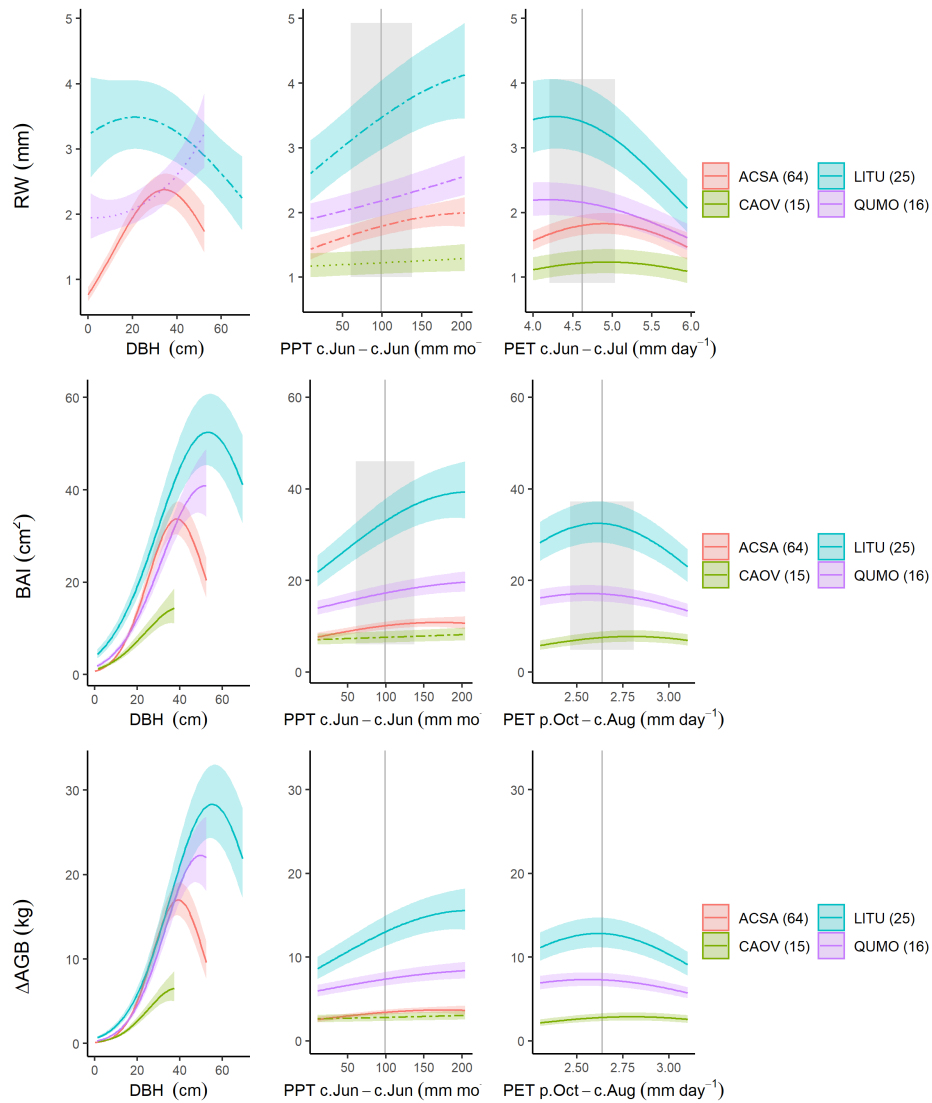 RW (mm)
5
4
3
2
1
0 20 40 60
DBH (cm)
5
4
3
2
1
50 100 150 200
PPT c.Jun – c.Jun (mm mo⁻
5
4
3
2
1
4.0 4.5 5.0 5.5 6.0
PET c.Jun – c.Jul (mm day⁻¹)
ACSA (64) LITU (25)
CAOV (15) QUMO (16)
BAI (cm²)
60
40
20
0
0 20 40 60
DBH (cm)
60
40
20
0
50 100 150 200
PPT c.Jun – c.Jun (mm mo⁻
60
40
20
0
2.50 2.75 3.00
PET p.Oct – c.Aug (mm day⁻¹)
ACSA (64) LITU (25)
CAOV (15) QUMO (16)
ΔAGB (kg)
30
20
10
0
0 20 40 60
DBH (cm)
30
20
10
0
50 100 150 200
PPT c.Jun – c.Jun (mm mo⁻
30
20
10
0
2.50 2.75 3.00
PET p.Oct – c.Aug (mm day⁻¹)
ACSA (64) LITU (25)
CAOV (15) QUMO (16)